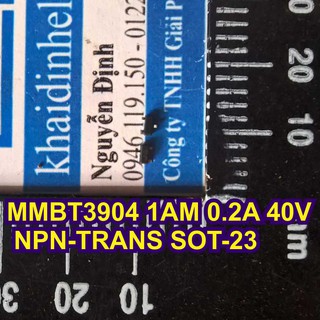 khaidinhel
Nguyễn Định
0946.119.150 - 0122
Công ty TNHH Giải P
MMBT3904 1AM 0.2A 40V
NPN-TRANS SOT-23
20
10
10
20
30